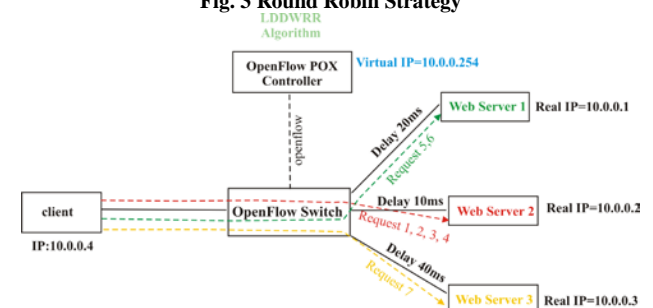 Fig. 3 Round Robin Strategy
LDDWRR
Algorithm
OpenFlow POX
Controller
Virtual IP=10.0.0.254
openflow
Delay 20ms
Request 5,6
Web Server 1
Real IP=10.0.0.1
client
IP:10.0.0.4
OpenFlow Switch
Delay 10ms
Request 1, 2, 3, 4
Web Server 2
Real IP=10.0.0.2
Delay 40ms
Request 7
Web Server 3
Real IP=10.0.0.3